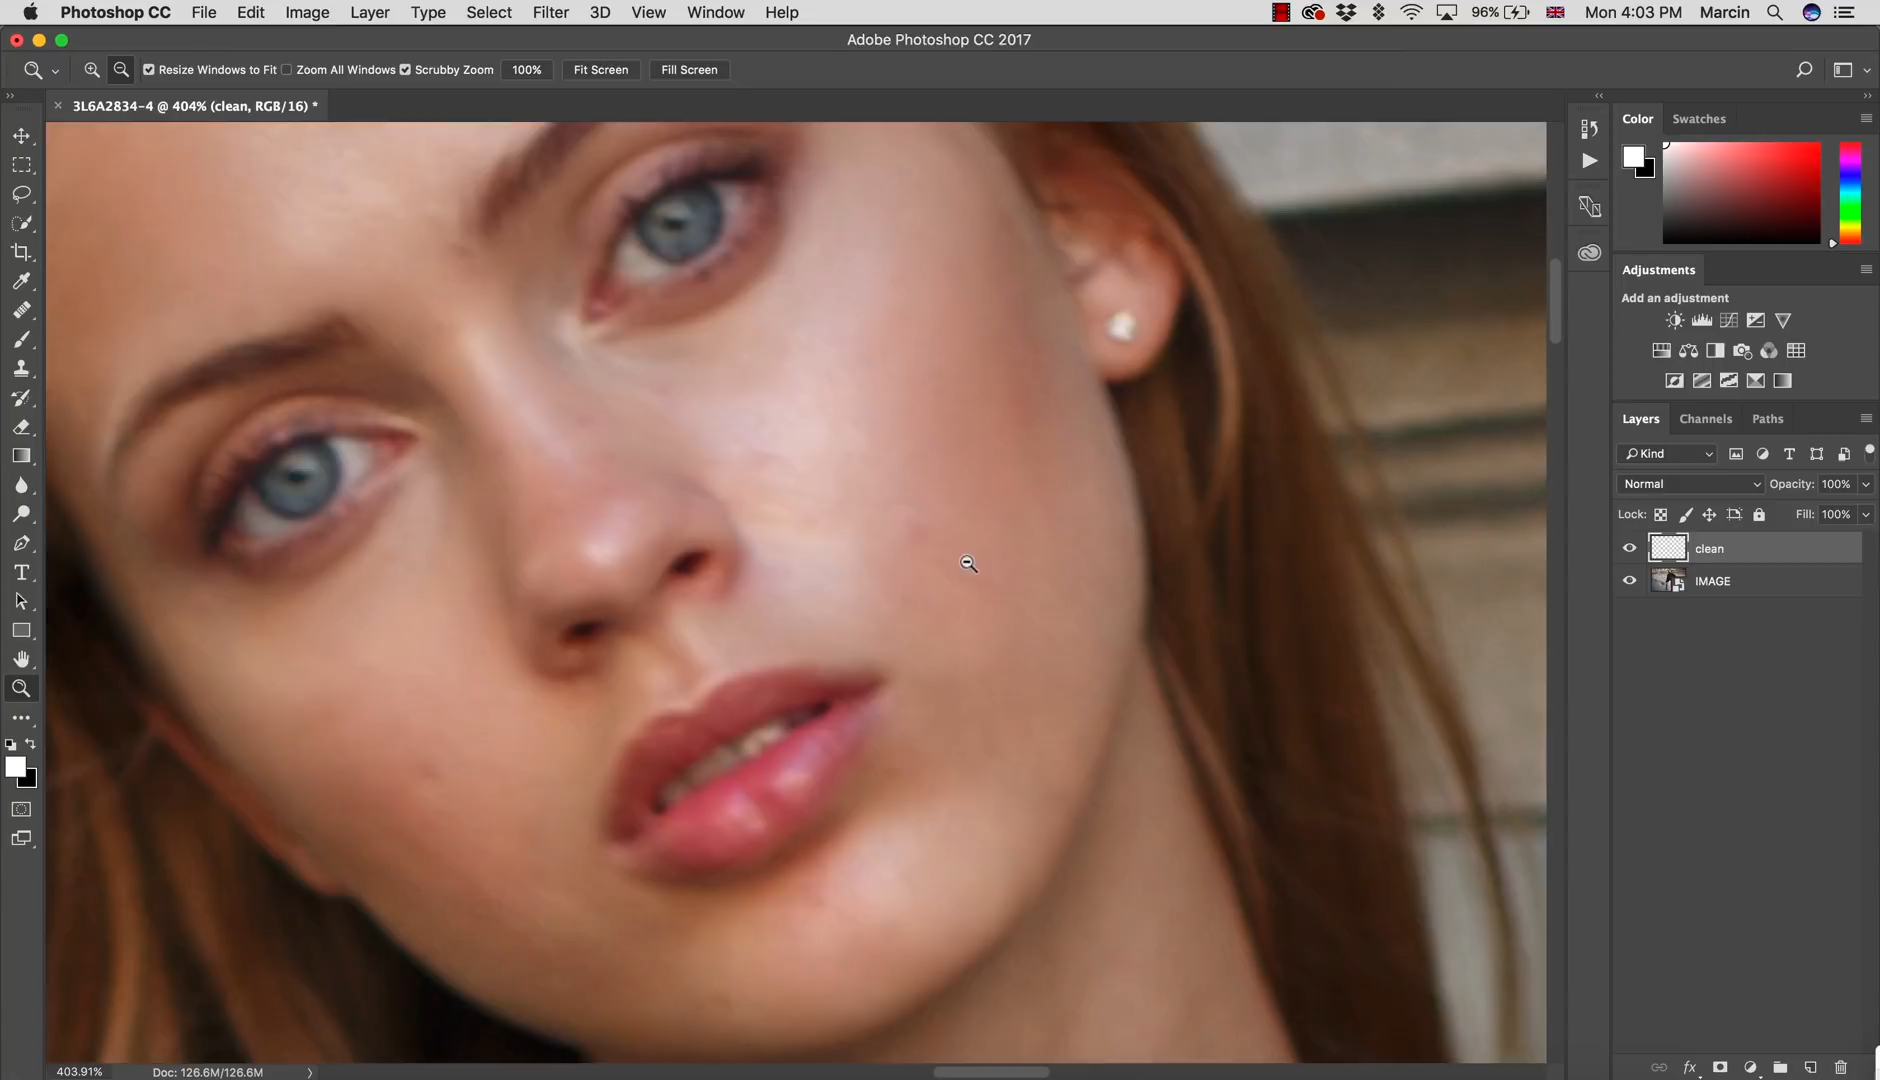 Photoshop CC File Edit Image Layer Type Select Filter 3D View Window Help 96% Mon 4:03 PM Marcin
Adobe Photoshop CC 2017
Resize Windows to Fit Zoom All Windows Scrubby Zoom 100% Fit Screen Fill Screen
3L6A2834-4 @ 404% (clean, RGB/16) *
Color Swatches
Adjustments
Add an adjustment
Layers Channels Paths
Kind
Normal Opacity: 100%
Lock: Fill: 100%
clean
IMAGE
403.91% Doc: 126.6M/126.6M